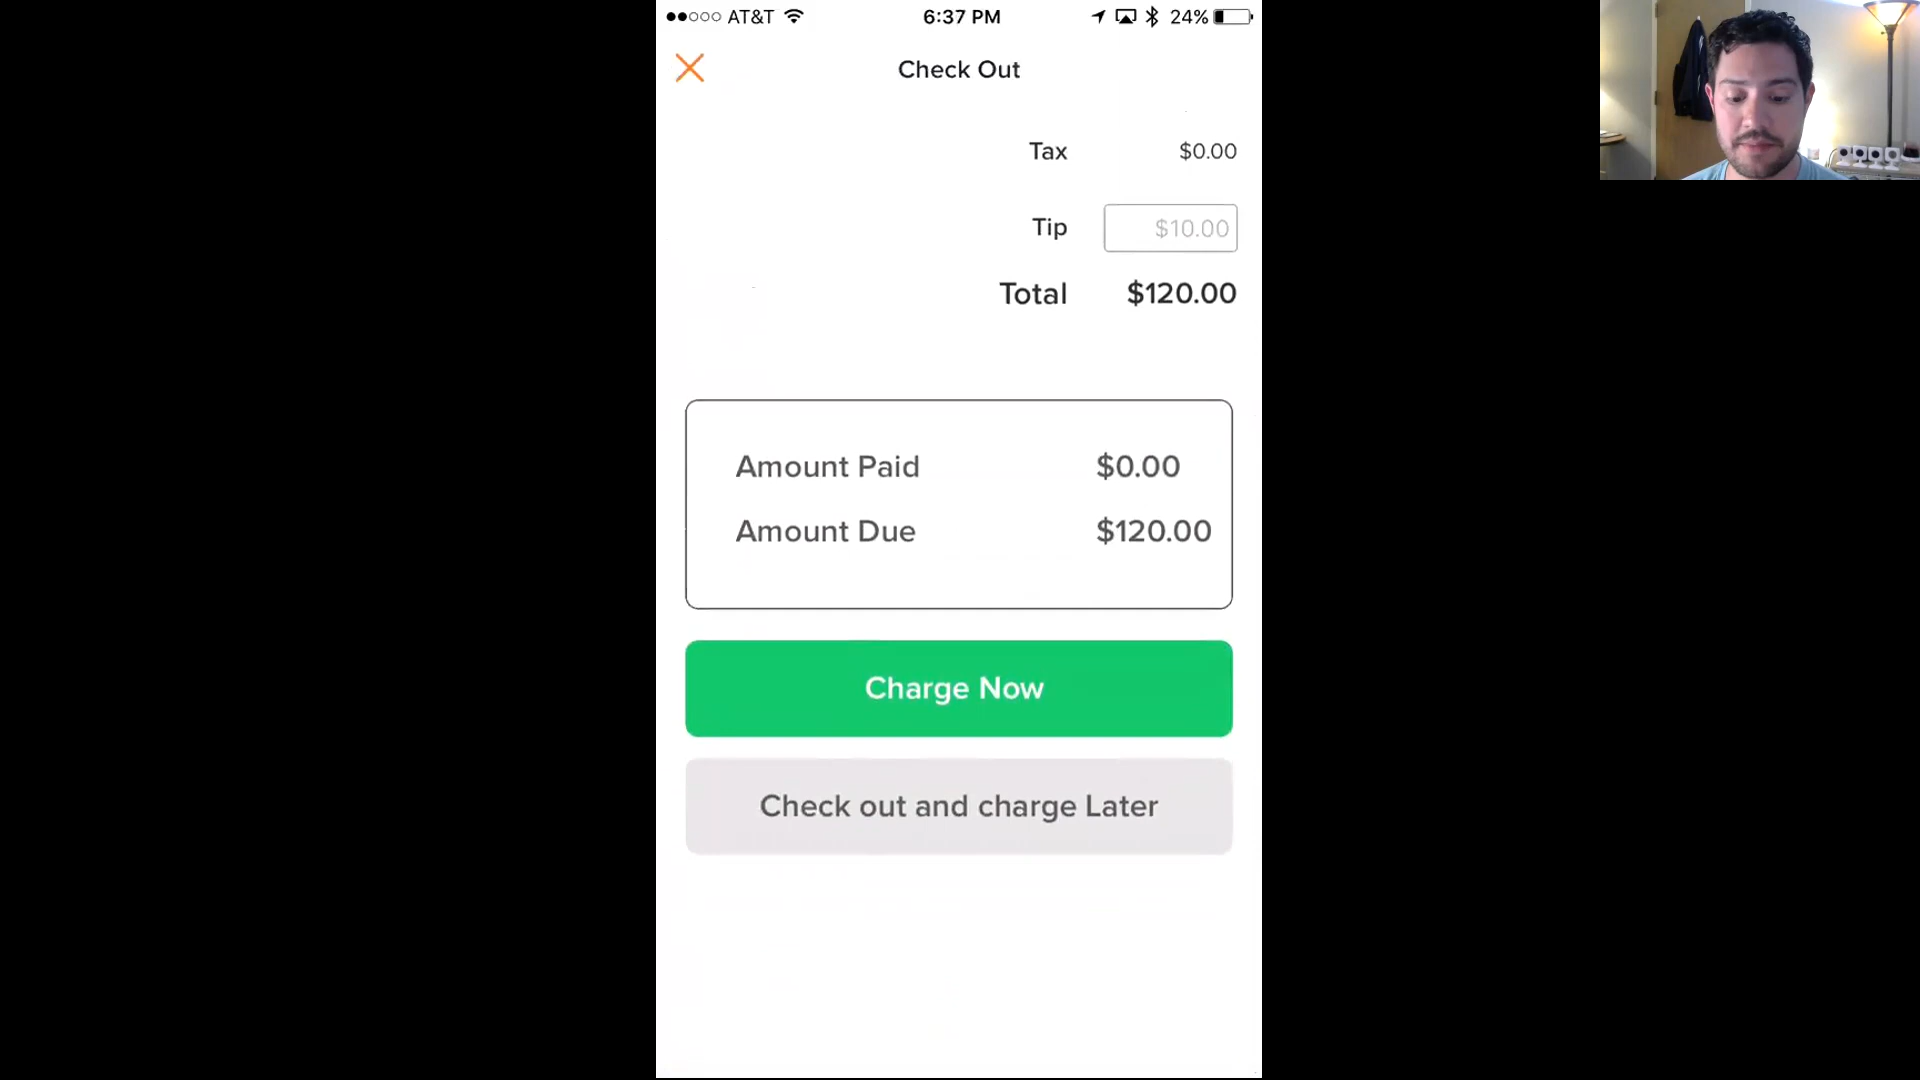 AT&T 6:37 PM 24%
Check Out
Tax $0.00
Tip $10.00
Total $120.00
Amount Paid $0.00
Amount Due $120.00
Charge Now
Check out and charge Later